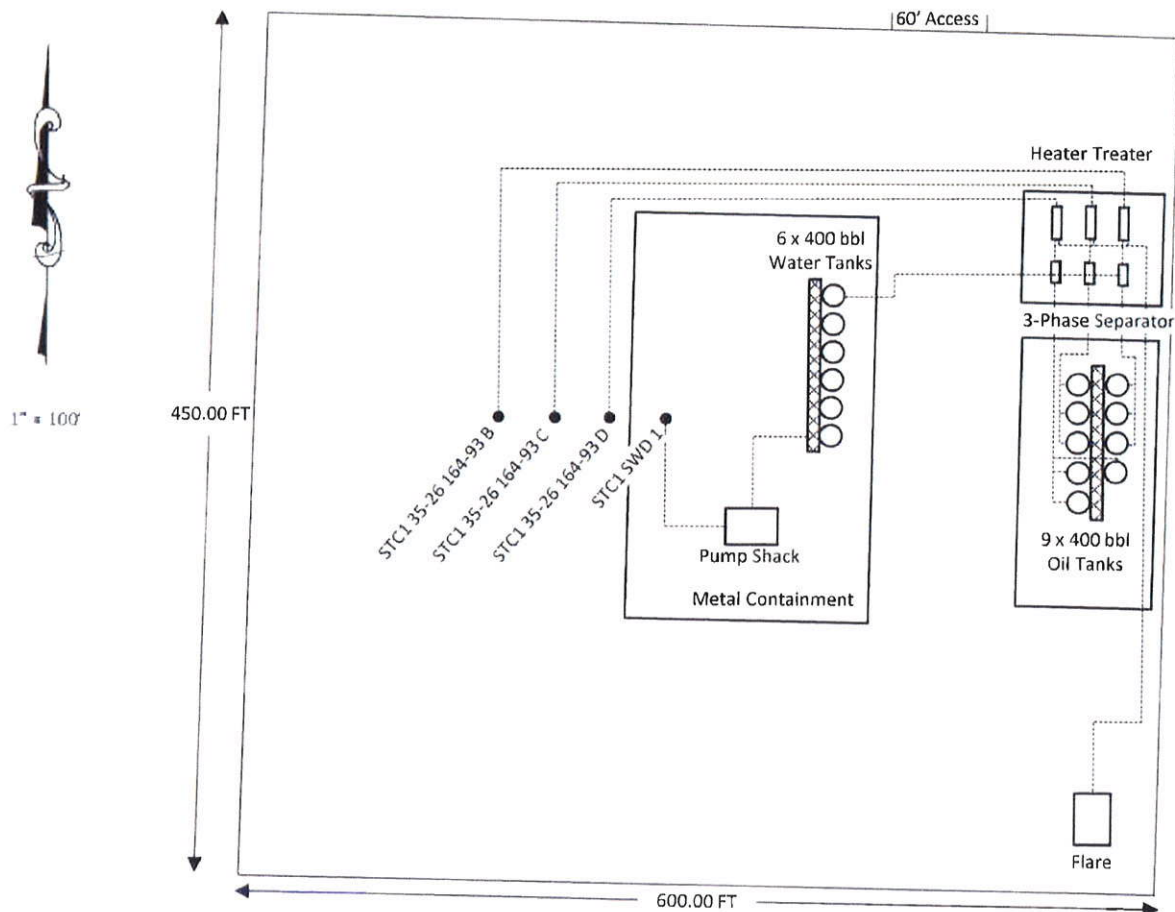 60' Access
Heater Treater
6 x 400 bbl
Water Tanks
3-Phase Separator
1" = 100'
450.00 FT
STC1 35-26 164-93 B
STC1 35-26 164-93 C
STC1 35-26 164-93 D
STC1 SWD 1
Pump Shack
9 x 400 bbl
Oil Tanks
Metal Containment
Flare
600.00 FT